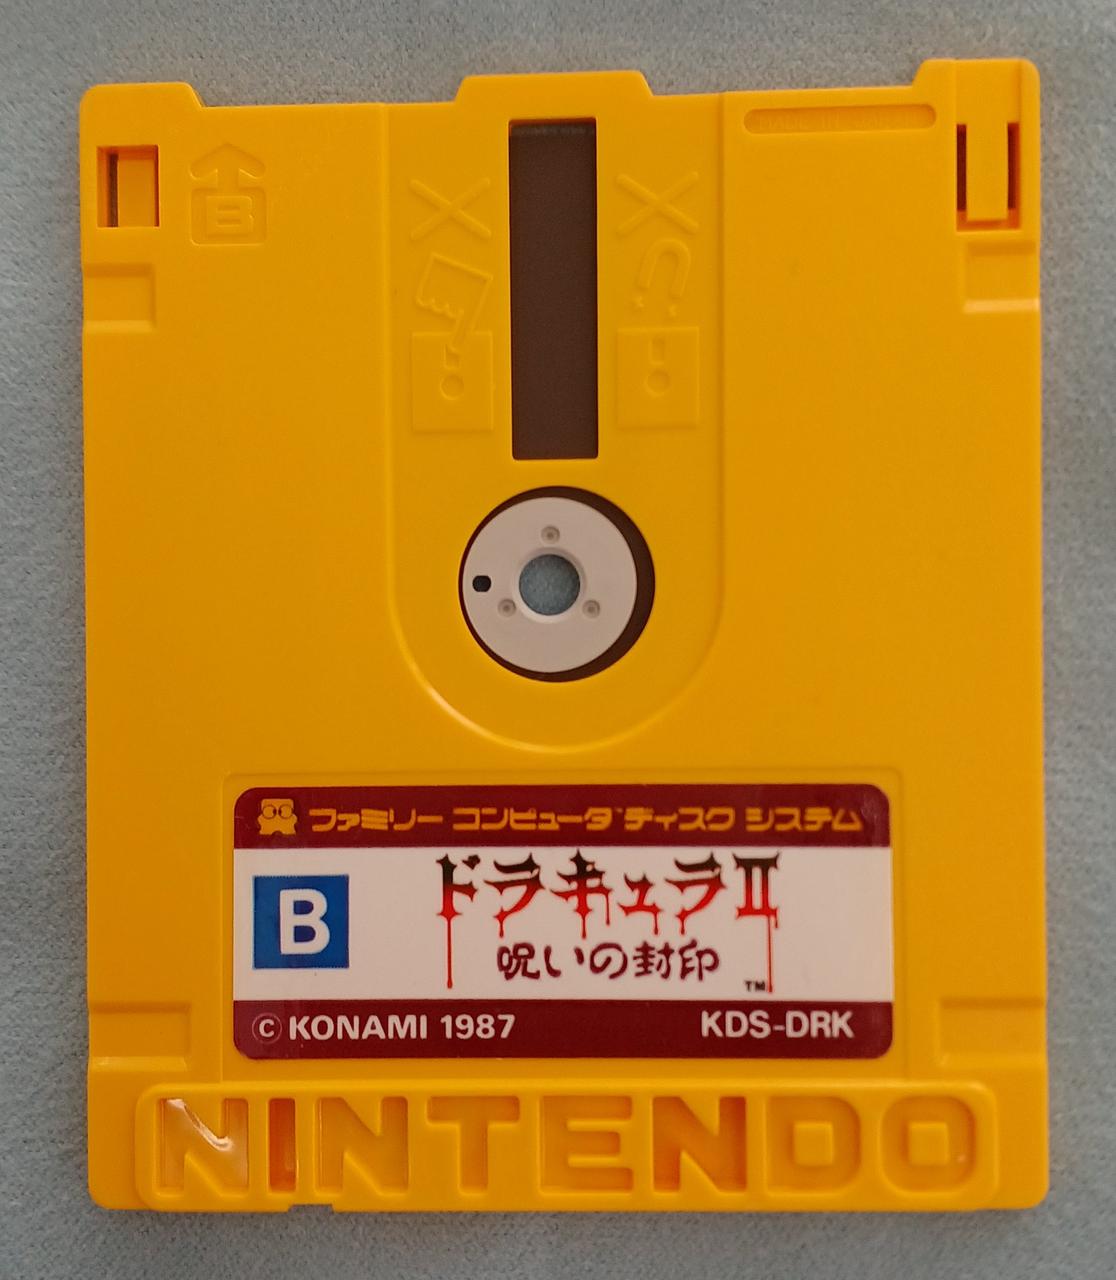 B
ファミリー コンピュータ ディスク システム
B
ドラキュラII
呪いの封印
TM
© KONAMI 1987
KDS-DRK
NINTENDO